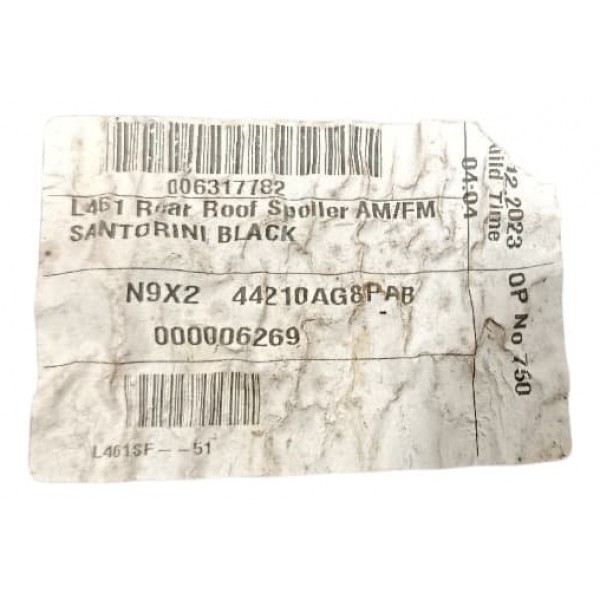 006317782
L461 Rear Roof Spoiler AM/FM
SANTORINI BLACK
N9X2 44210AG8PAB
000006269
L461SF--51
12.2023 OP No 750
Build Time
04:04